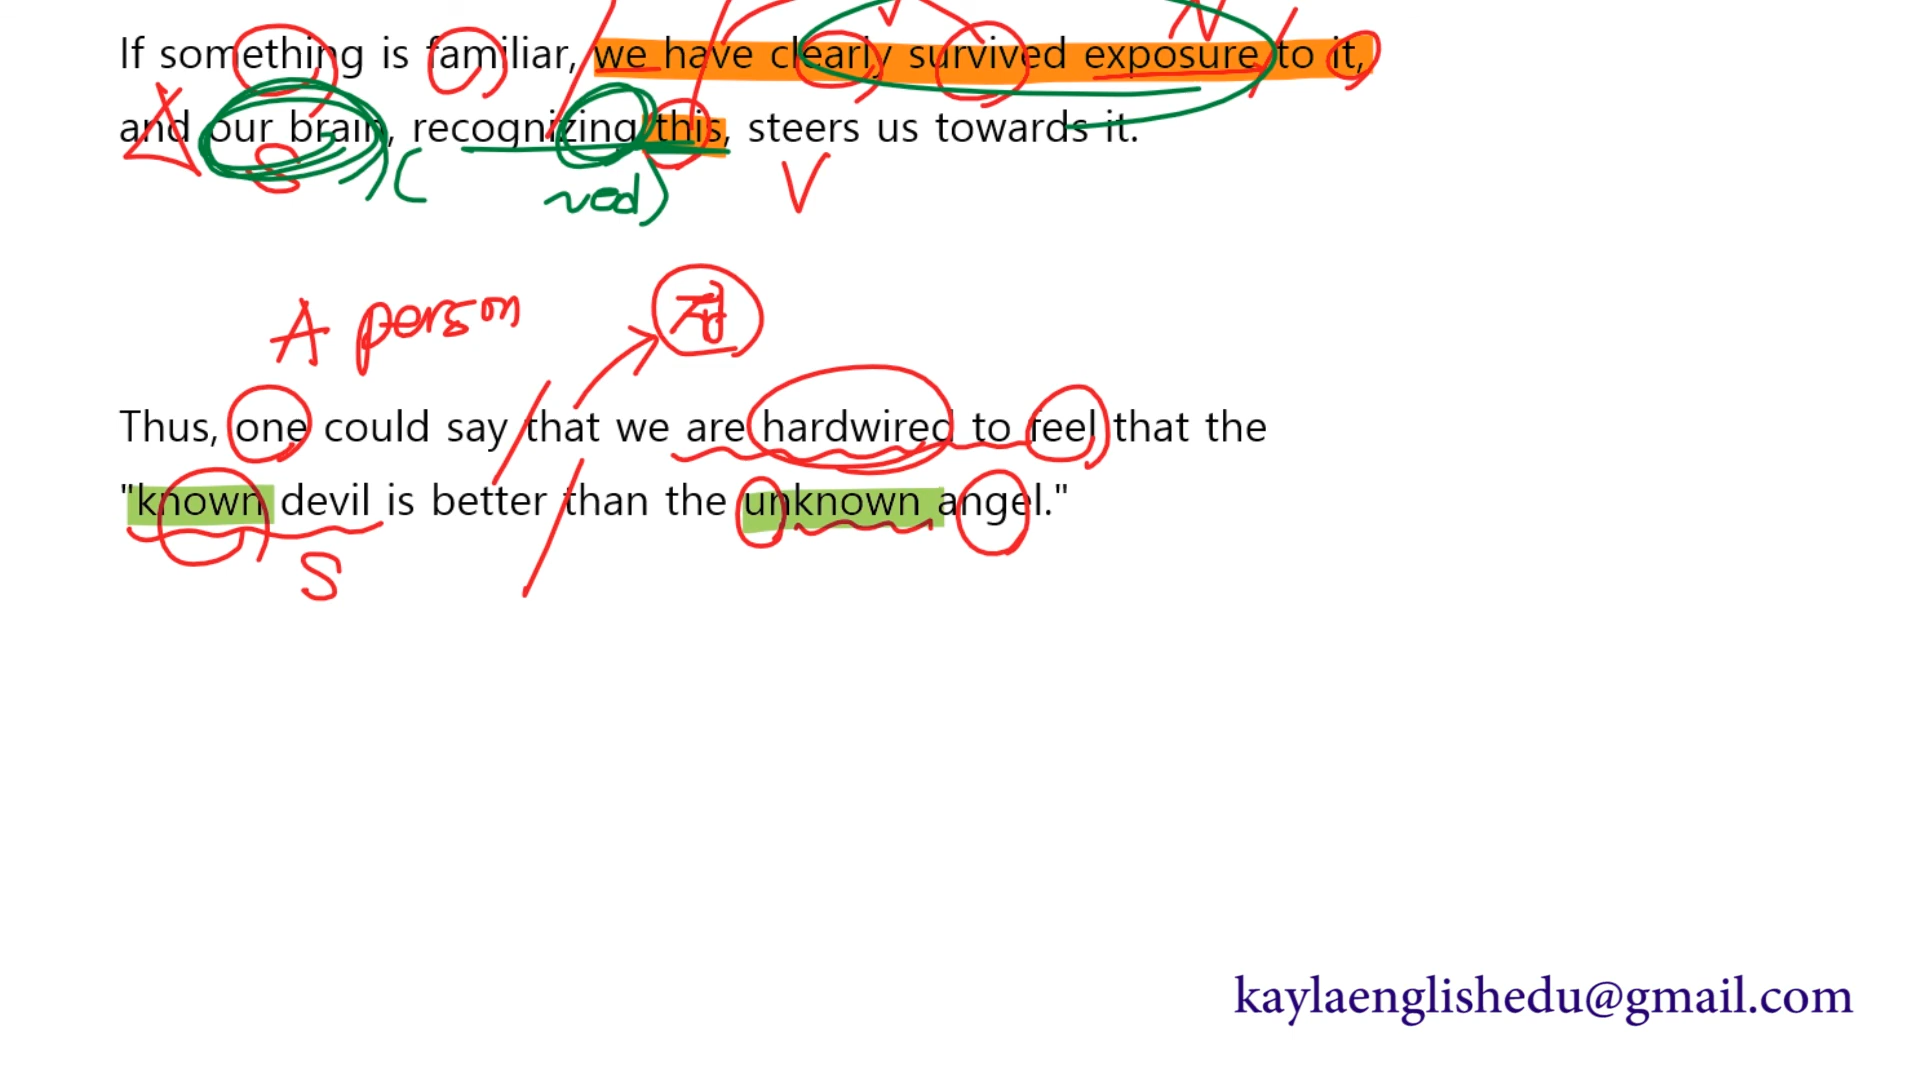 If something is familiar, we have clearly survived exposure to it,
and our brain, recognizing this, steers us towards it.
V
A person
Thus, one could say that we are hardwired to feel that the
"known devil is better than the unknown angel."
S
kaylaenglishedu@gmail.com